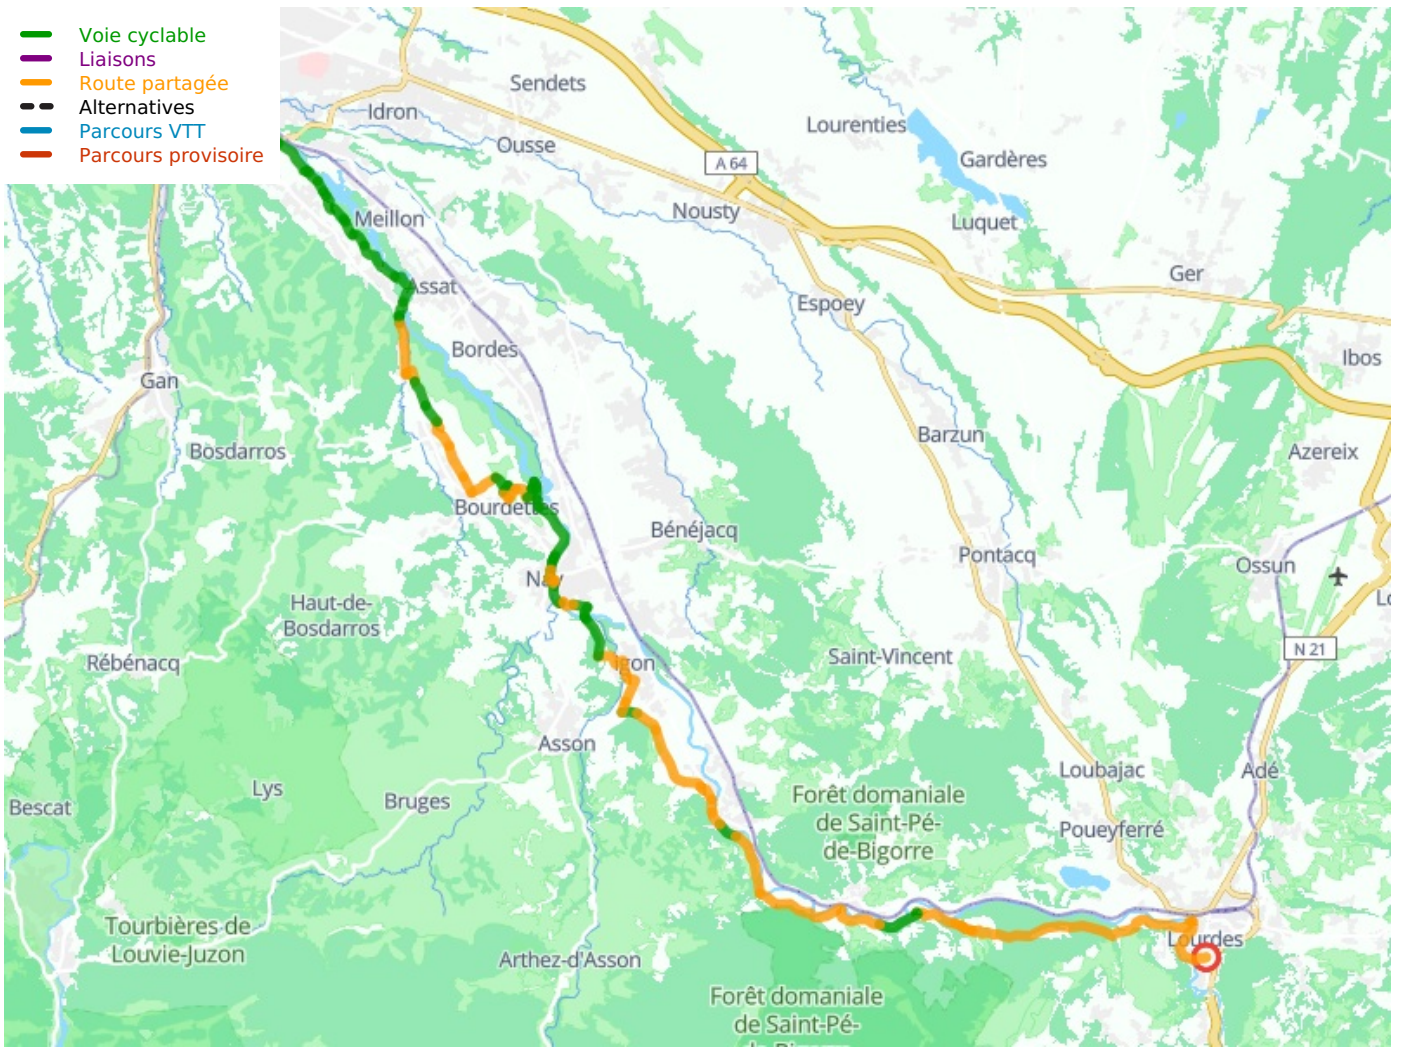 Voie cyclable
Liaisons
Route partagée
Alternatives
Parcours VTT
Parcours provisoire
Sendets
Idron
Lourenties
Ousse
Gardères
A 64
Meillon
Nousty
Luquet
Assat
Ger
Espoey
Bordes
Ibos
Gan
Barzun
Bosdarros
Azereix
Bourdettes
Bénéjacq
Pontacq
Ossun
Nay
Haut-de-
Bosdarros
N 21
Rébénacq
Igon
Saint-Vincent
Asson
Loubajac
Adé
Lys
Bruges
Forêt domaniale
de Saint-Pé-
de-Bigorre
Bescat
Poueyferré
Tourbières de
Louvie-Juzon
Lourdes
Arthez-d'Asson
Forêt domaniale
de Saint-Pé-